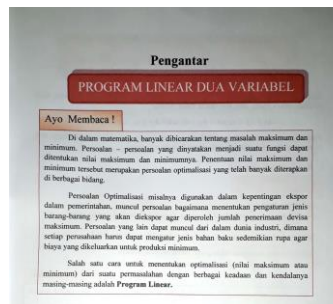 Pengantar
PROGRAM LINEAR DUA VARIABEL
Ayo Membaca !
Di dalam matematika, banyak dibicarakan tentang masalah maksimum dan
minimum. Persoalan – persoalan yang dinyatakan menjadi suatu fungsi dapat
ditentukan nilai maksimum dan minimumnya. Penentuan nilai maksimum dan
minimum tersebut merupakan persoalan optimalisasi yang telah banyak diterapkan
di berbagai bidang.
Persoalan Optimalisasi misalnya digunakan dalam kepentingan ekspor
dalam pemerintahan, muncul persoalan bagaimana menentukan pengaturan jenis
barang-barang yang akan diekspor agar diperoleh jumlah penerimaan devisa
maksimum. Persoalan yang lain dapat muncul dari dalam dunia industri, dimana
setiap perusahaan harus dapat mengatur jenis bahan baku sedemikian rupa agar
biaya yang dikeluarkan untuk produksi minimum.
Salah satu cara untuk menentukan optimalisasi (nilai maksimum atau
minimum) dari suatu permasalahan dengan berbagai keadaan dan kendalanya
masing-masing adalah Program Linear.